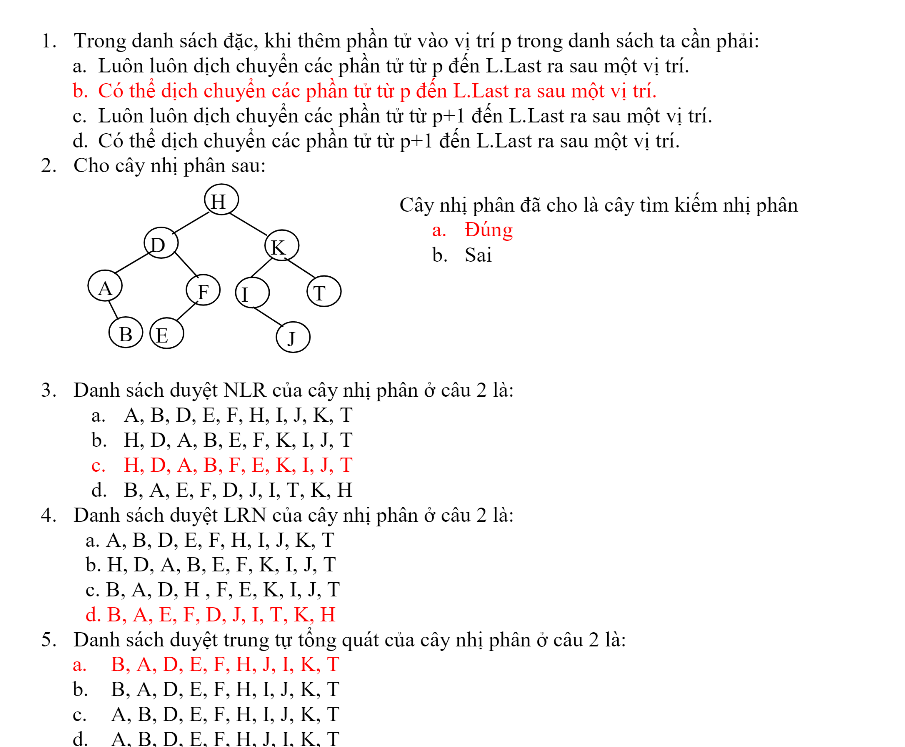 1. Trong danh sách đặc, khi thêm phần tử vào vị trí p trong danh sách ta cần phải:
a. Luôn luôn dịch chuyển các phần tử từ p đến L.Last ra sau một vị trí.
b. Có thể dịch chuyển các phần tử từ p đến L.Last ra sau một vị trí.
c. Luôn luôn dịch chuyển các phần tử từ p+1 đến L.Last ra sau một vị trí.
d. Có thể dịch chuyển các phần tử từ p+1 đến L.Last ra sau một vị trí.
2. Cho cây nhị phân sau:
H
D
K
A
F
I
T
B
E
J
Cây nhị phân đã cho là cây tìm kiếm nhị phân
a. Đúng
b. Sai
3. Danh sách duyệt NLR của cây nhị phân ở câu 2 là:
a. A, B, D, E, F, H, I, J, K, T
b. H, D, A, B, E, F, K, I, J, T
c. H, D, A, B, F, E, K, I, J, T
d. B, A, E, F, D, J, I, T, K, H
4. Danh sách duyệt LRN của cây nhị phân ở câu 2 là:
a. A, B, D, E, F, H, I, J, K, T
b. H, D, A, B, E, F, K, I, J, T
c. B, A, D, H , F, E, K, I, J, T
d. B, A, E, F, D, J, I, T, K, H
5. Danh sách duyệt trung tự tổng quát của cây nhị phân ở câu 2 là:
a. B, A, D, E, F, H, J, I, K, T
b. B, A, D, E, F, H, I, J, K, T
c. A, B, D, E, F, H, I, J, K, T
d. A, B, D, E, F, H, J, I, K, T